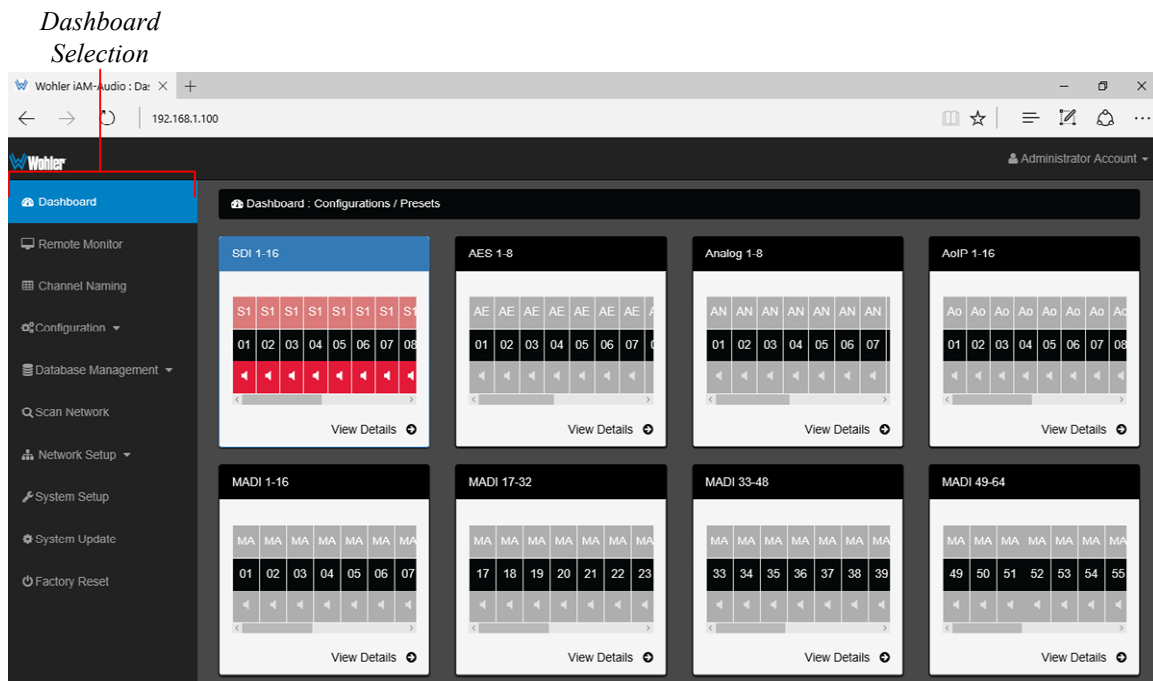 Dashboard
Selection
Wohler iAM-Audio : Da:
192.168.1.100
Wohler
Administrator Account
Dashboard
Remote Monitor
Channel Naming
Configuration
Database Management
Scan Network
Network Setup
System Setup
System Update
Factory Reset
Dashboard : Configurations / Presets
SDI 1-16
S1 S1 S1 S1 S1 S1 S1 S1
01 02 03 04 05 06 07 08
View Details
AES 1-8
AE AE AE AE AE AE AE
01 02 03 04 05 06 07
View Details
Analog 1-8
AN AN AN AN AN AN AN
01 02 03 04 05 06 07
View Details
AoIP 1-16
Ao Ao Ao Ao Ao Ao Ao Ao
01 02 03 04 05 06 07 08
View Details
MADI 1-16
MA MA MA MA MA MA MA
01 02 03 04 05 06 07
View Details
MADI 17-32
MA MA MA MA MA MA MA
17 18 19 20 21 22 23
View Details
MADI 33-48
MA MA MA MA MA MA MA
33 34 35 36 37 38 39
View Details
MADI 49-64
MA MA MA MA MA MA MA
49 50 51 52 53 54 55
View Details